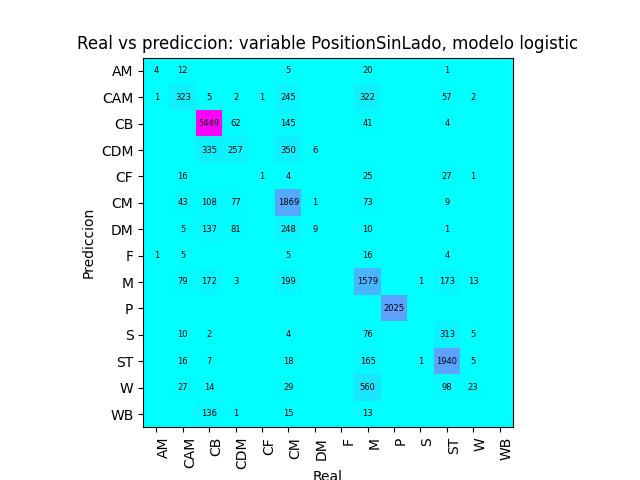 Real vs prediccion: variable PositionSinLado, modelo logistic
AM 4 12 5 20 1
CAM 1 323 5 2 1 245 322 57 2
CB 5449 62 145 41 4
CDM 335 257 350 6
CF 16 1 4 25 27 1
CM 43 108 77 1869 1 73 9
DM 5 137 81 248 9 10 1
F 1 5 5 16 4
M 79 172 3 199 1579 1 173 13
P 2025
S 10 2 4 76 313 5
ST 16 7 18 165 1 1940 5
W 27 14 29 560 98 23
WB 136 1 15 13
AM CAM CB CDM CF CM DM F M P S ST W WB
Real
Prediccion